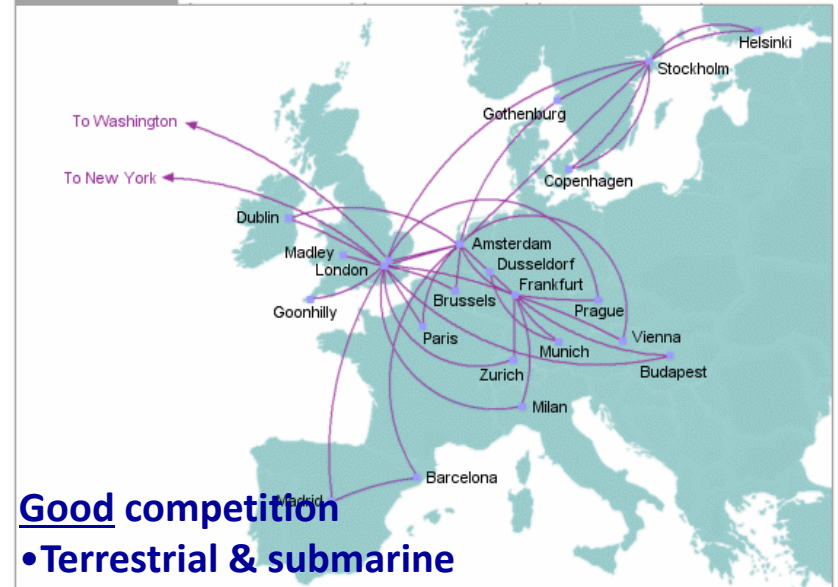 Helsinki
Stockholm
To Washington
Gothenburg
To New York
Copenhagen
Dublin
Amsterdam
Madley
Dusseldorf
London
Frankfurt
Brussels
Goonhilly
Prague
Paris
Vienna
Munich
Zurich
Budapest
Milan
Barcelona
Madrid
Good competition
•Terrestrial & submarine